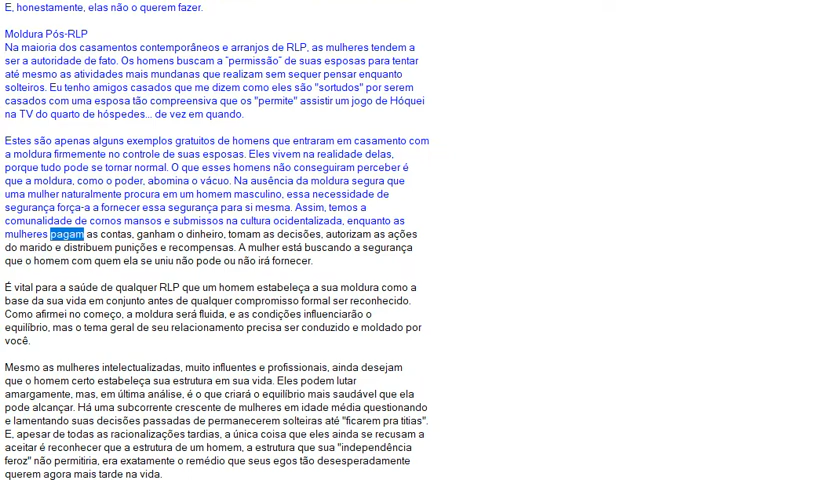 E, honestamente, elas não o querem fazer.
Moldura Pós-RLP
Na maioria dos casamentos contemporâneos e arranjos de RLP, as mulheres tendem a
ser a autoridade de fato. Os homens buscam a "permissão" de suas esposas para tentar
até mesmo as atividades mais mundanas que realizam sem sequer pensar enquanto
solteiros. Eu tenho amigos casados que me dizem como eles são "sortudos" por serem
casados com uma esposa tão compreensiva que os "permite" assistir um jogo de Hóquei
na TV do quarto de hóspedes... de vez em quando.
Estes são apenas alguns exemplos gratuitos de homens que entraram em casamento com
a moldura firmemente no controle de suas esposas. Eles vivem na realidade delas,
porque tudo pode se tornar normal. O que esses homens não conseguiram perceber é
que a moldura, como o poder, abomina o vácuo. Na ausência da moldura segura que
uma mulher naturalmente procura em um homem masculino, essa necessidade de
segurança força-a a fornecer essa segurança para si mesma. Assim, temos a
comunalidade de cornos mansos e submissos na cultura ocidentalizada, enquanto as
mulheres pagam as contas, ganham o dinheiro, tomam as decisões, autorizam as ações
do marido e distribuem punições e recompensas. A mulher está buscando a segurança
que o homem com quem ela se uniu não pode ou não irá fornecer.
É vital para a saúde de qualquer RLP que um homem estabeleça a sua moldura como a
base da sua vida em conjunto antes de qualquer compromisso formal ser reconhecido.
Como afirmei no começo, a moldura será fluida, e as condições influenciarão o
equilíbrio, mas o tema geral de seu relacionamento precisa ser conduzido e moldado por
você.
Mesmo as mulheres intelectualizadas, muito influentes e profissionais, ainda desejam
que o homem certo estabeleça sua estrutura em sua vida. Eles podem lutar
amargamente, mas, em última análise, é o que criará o equilíbrio mais saudável que ela
pode alcançar. Há uma subcorrente crescente de mulheres em idade média questionando
e lamentando suas decisões passadas de permanecerem solteiras até "ficarem pra titias".
E, apesar de todas as racionalizações tardias, a única coisa que eles ainda se recusam a
aceitar é reconhecer que a estrutura de um homem, a estrutura que sua "independência
feroz" não permitiria, era exatamente o remédio que seus egos tão desesperadamente
querem agora mais tarde na vida.